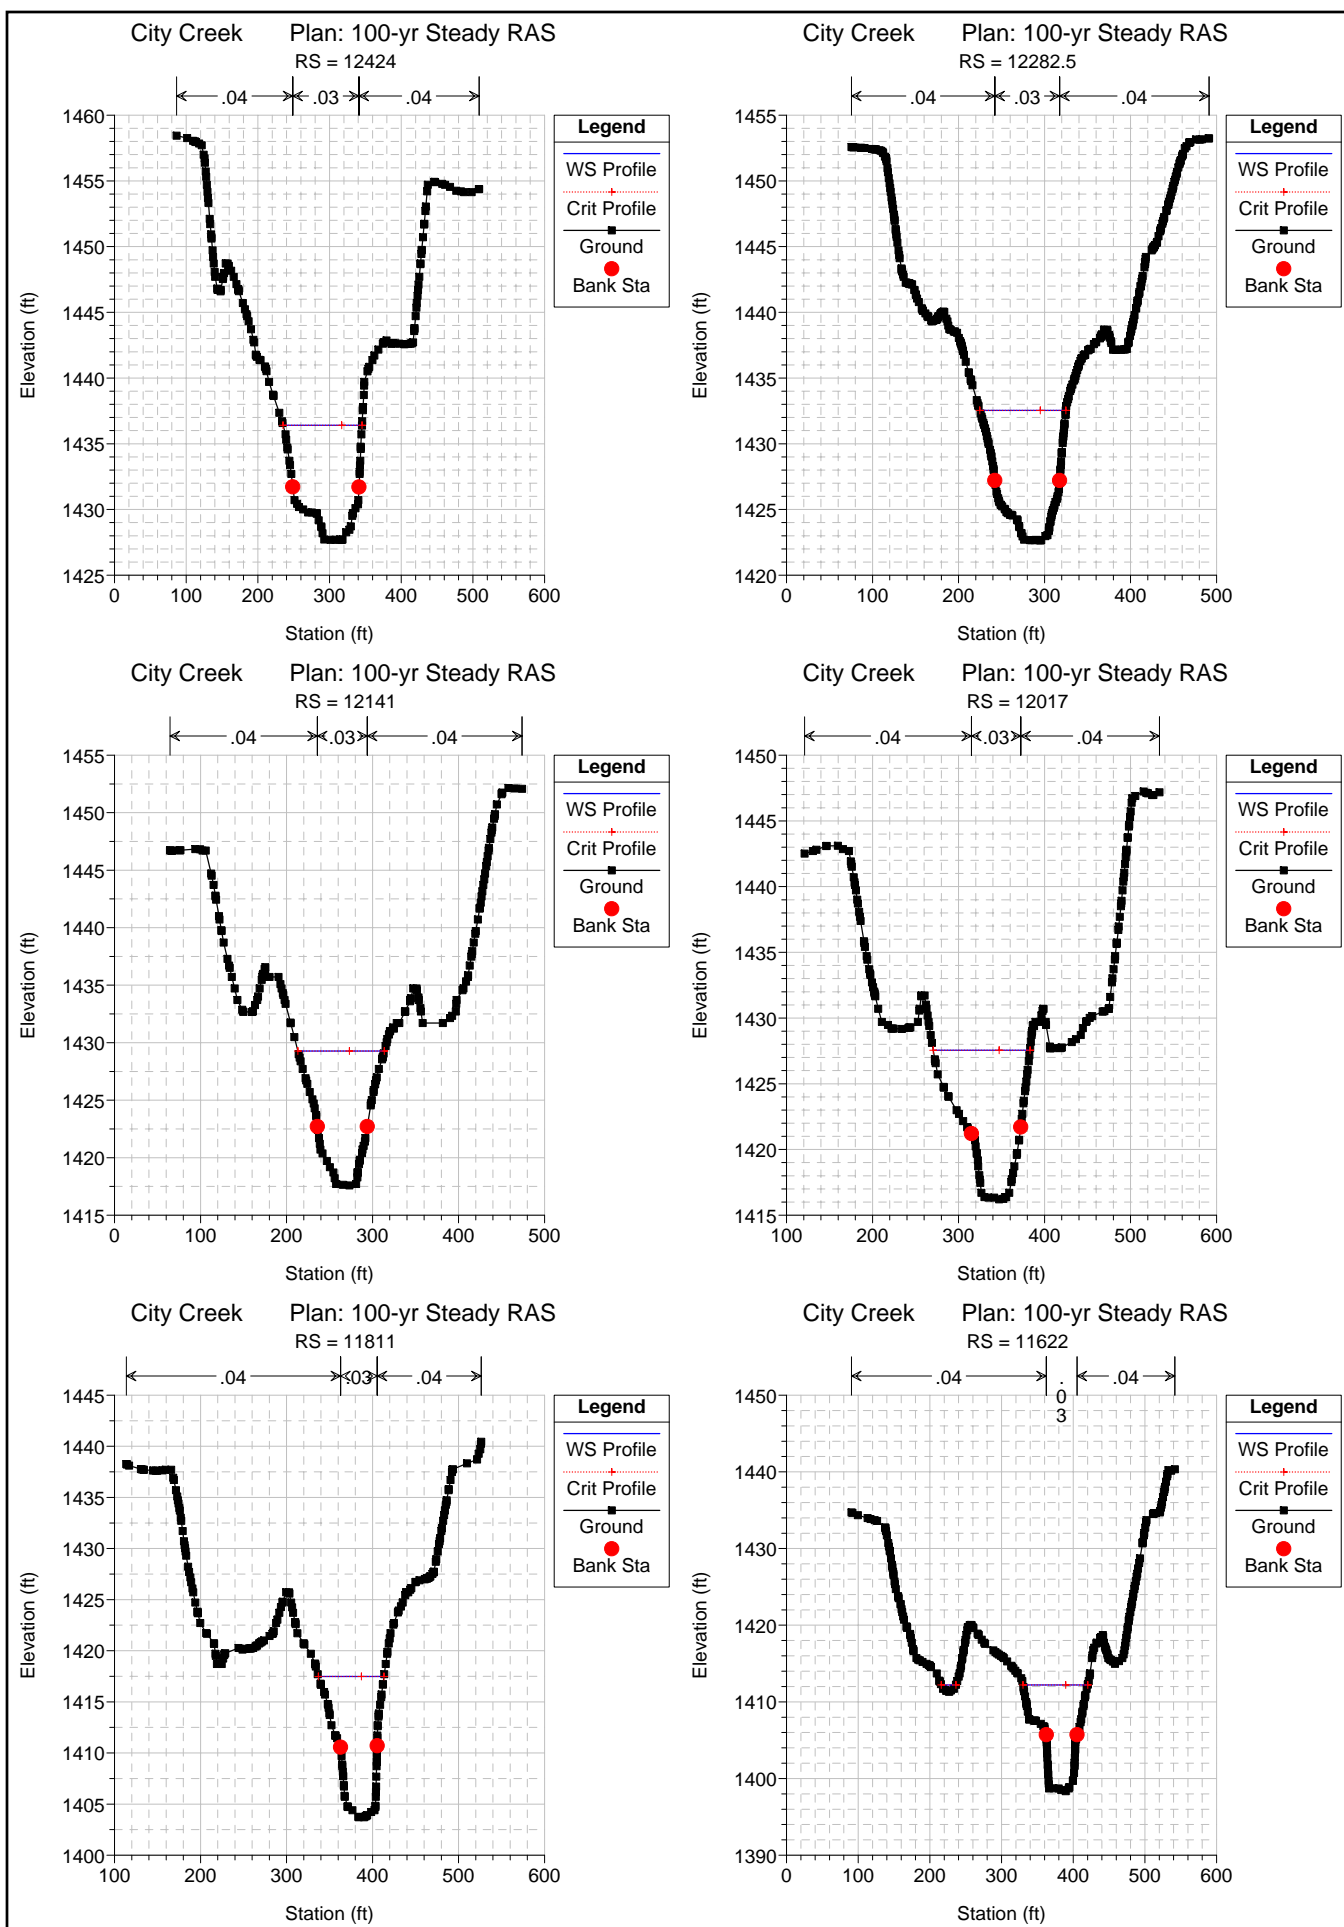 City Creek Plan: 100-yr Steady RAS
RS = 12424
.04 .03 .04
1460
1455
1450
1445
1440
1435
1430
1425
0 100 200 300 400 500 600
Station (ft)
Elevation (ft)
Legend
WS Profile
Crit Profile
Ground
Bank Sta
City Creek Plan: 100-yr Steady RAS
RS = 12282.5
.04 .03 .04
1455
1450
1445
1440
1435
1430
1425
1420
0 100 200 300 400 500
Station (ft)
Elevation (ft)
Legend
WS Profile
Crit Profile
Ground
Bank Sta
City Creek Plan: 100-yr Steady RAS
RS = 12141
.04 .03 .04
1455
1450
1445
1440
1435
1430
1425
1420
1415
0 100 200 300 400 500
Station (ft)
Elevation (ft)
Legend
WS Profile
Crit Profile
Ground
Bank Sta
City Creek Plan: 100-yr Steady RAS
RS = 12017
.04 .03 .04
1450
1445
1440
1435
1430
1425
1420
1415
100 200 300 400 500 600
Station (ft)
Elevation (ft)
Legend
WS Profile
Crit Profile
Ground
Bank Sta
City Creek Plan: 100-yr Steady RAS
RS = 11811
.04 .03 .04
1445
1440
1435
1430
1425
1420
1415
1410
1405
1400
100 200 300 400 500 600
Station (ft)
Elevation (ft)
Legend
WS Profile
Crit Profile
Ground
Bank Sta
City Creek Plan: 100-yr Steady RAS
RS = 11622
.04 .03 .04
1450
1440
1430
1420
1410
1400
1390
0 100 200 300 400 500 600
Station (ft)
Elevation (ft)
Legend
WS Profile
Crit Profile
Ground
Bank Sta